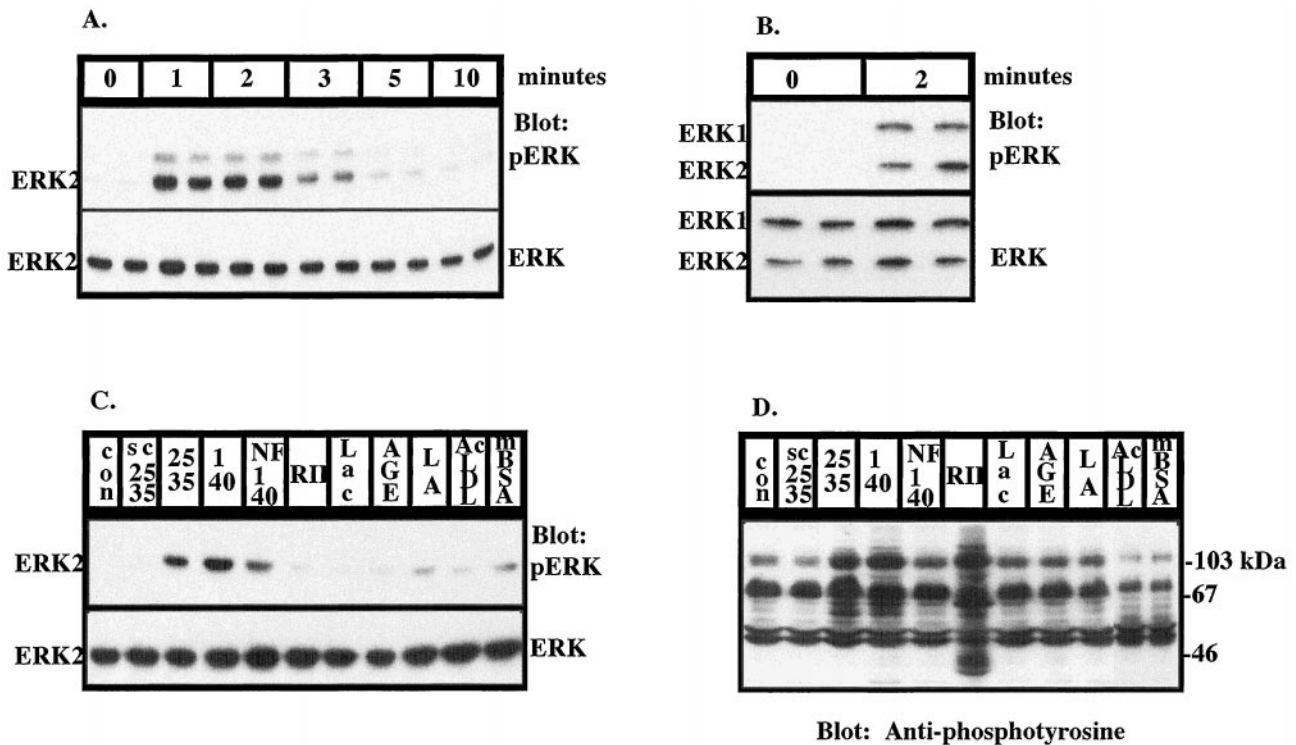 A.
0 1 2 3 5 10 minutes
Blot:
pERK
ERK2
ERK2 ERK
B.
0 2 minutes
ERK1 Blot:
pERK
ERK2
ERK1
ERK2 ERK
C.
con sc 25 35 25 35 1 40 NF 1 40 RII Lac AGE LA Ac LDL mBSA
Blot:
ERK2 pERK
ERK2 ERK
D.
con sc 25 35 25 35 1 40 NF 1 40 RII Lac AGE LA Ac LDL mBSA
-103 kDa
-67
-46
Blot: Anti-phosphotyrosine